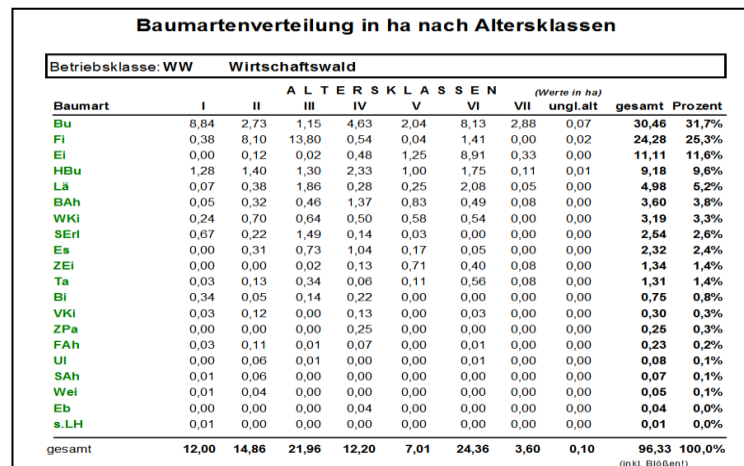 Baumartenverteilung in ha nach Altersklassen
Betriebsklasse: WW Wirtschaftswald
A L T E R S K L A S S E N (Werte in ha)
Baumart I II III IV V VI VII ungl.alt gesamt Prozent
Bu 8,84 2,73 1,15 4,63 2,04 8,13 2,88 0,07 30,46 31,7%
Fi 0,38 8,10 13,80 0,54 0,04 1,41 0,00 0,02 24,28 25,3%
Ei 0,00 0,12 0,02 0,48 1,25 8,91 0,33 0,00 11,11 11,6%
HBu 1,28 1,40 1,30 2,33 1,00 1,75 0,11 0,01 9,18 9,6%
Lä 0,07 0,38 1,86 0,28 0,25 2,08 0,05 0,00 4,98 5,2%
BAh 0,05 0,32 0,46 1,37 0,83 0,49 0,08 0,00 3,60 3,8%
WKi 0,24 0,70 0,64 0,50 0,58 0,54 0,00 0,00 3,19 3,3%
SErl 0,67 0,22 1,49 0,14 0,03 0,00 0,00 0,00 2,54 2,6%
Es 0,00 0,31 0,73 1,04 0,17 0,05 0,00 0,00 2,32 2,4%
ZEi 0,00 0,00 0,02 0,13 0,71 0,40 0,08 0,00 1,34 1,4%
Ta 0,03 0,13 0,34 0,06 0,11 0,56 0,08 0,00 1,31 1,4%
Bi 0,34 0,05 0,14 0,22 0,00 0,00 0,00 0,00 0,75 0,8%
VKi 0,03 0,12 0,00 0,13 0,00 0,03 0,00 0,00 0,30 0,3%
ZPa 0,00 0,00 0,00 0,25 0,00 0,00 0,00 0,00 0,25 0,3%
FAh 0,03 0,11 0,01 0,07 0,00 0,01 0,00 0,00 0,23 0,2%
Ul 0,00 0,06 0,01 0,00 0,00 0,01 0,00 0,00 0,08 0,1%
SAh 0,01 0,06 0,00 0,00 0,00 0,00 0,00 0,00 0,07 0,1%
Wei 0,01 0,04 0,00 0,00 0,00 0,00 0,00 0,00 0,05 0,1%
Eb 0,00 0,00 0,00 0,04 0,00 0,00 0,00 0,00 0,04 0,0%
s.LH 0,01 0,00 0,00 0,00 0,00 0,00 0,00 0,00 0,01 0,0%
gesamt 12,00 14,86 21,96 12,20 7,01 24,36 3,60 0,10 96,33 100,0%
(inkl. Blößen!)